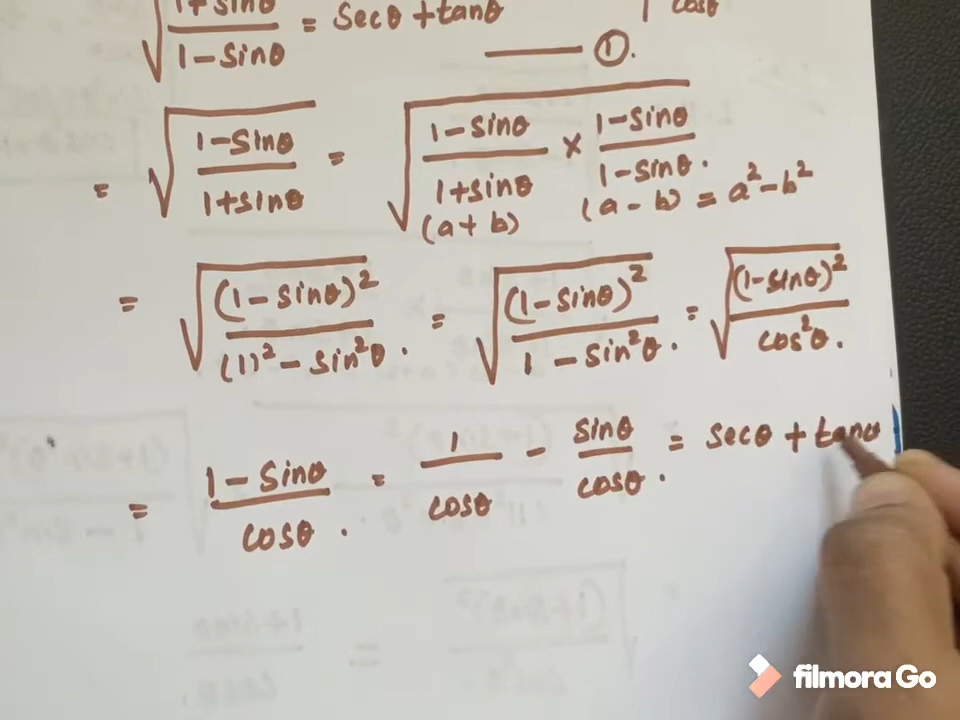 √(1+sinθ / 1-sinθ) = secθ + tanθ cosθ
①.
= √(1-sinθ / 1+sinθ) = √(1-sinθ / 1+sinθ × 1-sinθ / 1-sinθ.
(a+b) (a-b) = a²-b²
= √((1-sinθ)² / (1)²-sin²θ. = √((1-sinθ)² / 1-sin²θ. = √((1-sinθ)² / cos²θ.
= 1-sinθ / cosθ. = 1 / cosθ - sinθ / cosθ. = secθ + tanθ
filmora Go